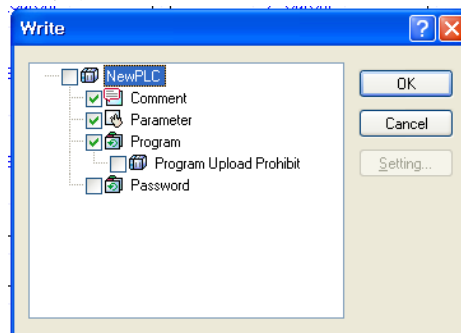 Write
NewPLC
OK
Comment
Parameter
Cancel
Program
Program Upload Prohibit
Setting...
Password